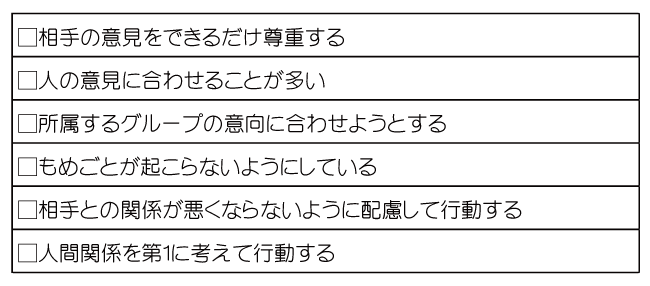 □相手の意見をできるだけ尊重する
□人の意見に合わせることが多い
□所属するグループの意向に合わせようとする
□もめごとが起こらないようにしている
□相手との関係が悪くならないように配慮して行動する
□人間関係を第1に考えて行動する